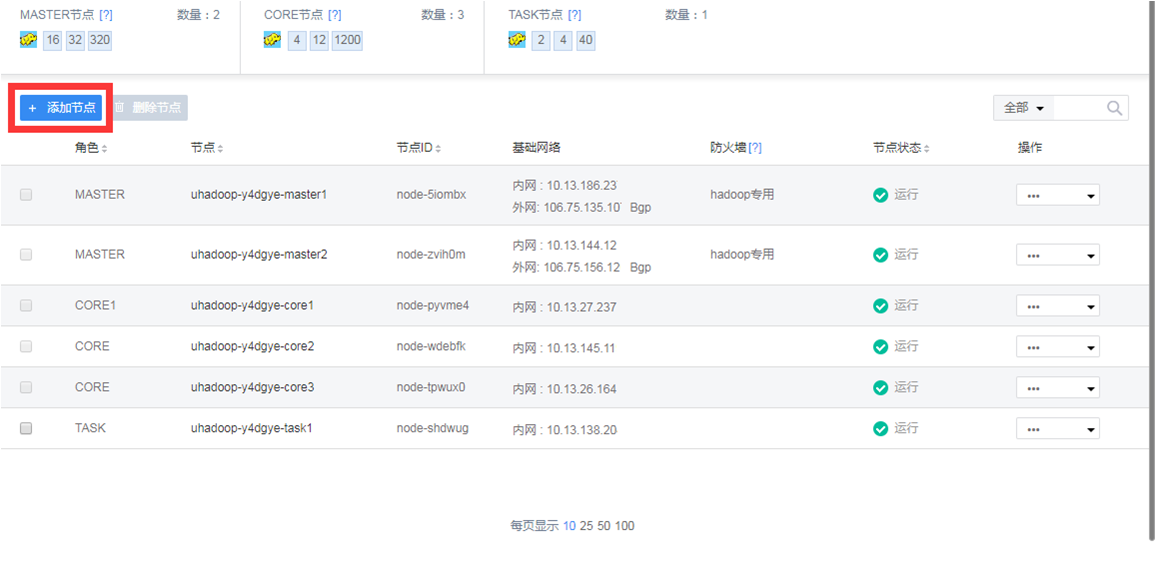 MASTER节点 [?] 数量：2 CORE节点 [?] 数量：3 TASK节点 [?] 数量：1
16 32 320 4 12 1200 2 4 40
+ 添加节点 删除节点 全部
角色 节点 节点ID 基础网络 防火墙[?] 节点状态 操作
MASTER uhadoop-y4dgye-master1 node-5iombx 内网 : 10.13.186.23 hadoop专用 运行 ...
外网: 106.75.135.10 Bgp
MASTER uhadoop-y4dgye-master2 node-zvih0m 内网 : 10.13.144.12 hadoop专用 运行 ...
外网: 106.75.156.12 Bgp
CORE1 uhadoop-y4dgye-core1 node-pyvme4 内网 : 10.13.27.237 运行 ...
CORE uhadoop-y4dgye-core2 node-wdebfk 内网 : 10.13.145.11 运行 ...
CORE uhadoop-y4dgye-core3 node-tpwux0 内网 : 10.13.26.164 运行 ...
TASK uhadoop-y4dgye-task1 node-shdwug 内网 : 10.13.138.20 运行 ...
每页显示 10 25 50 100